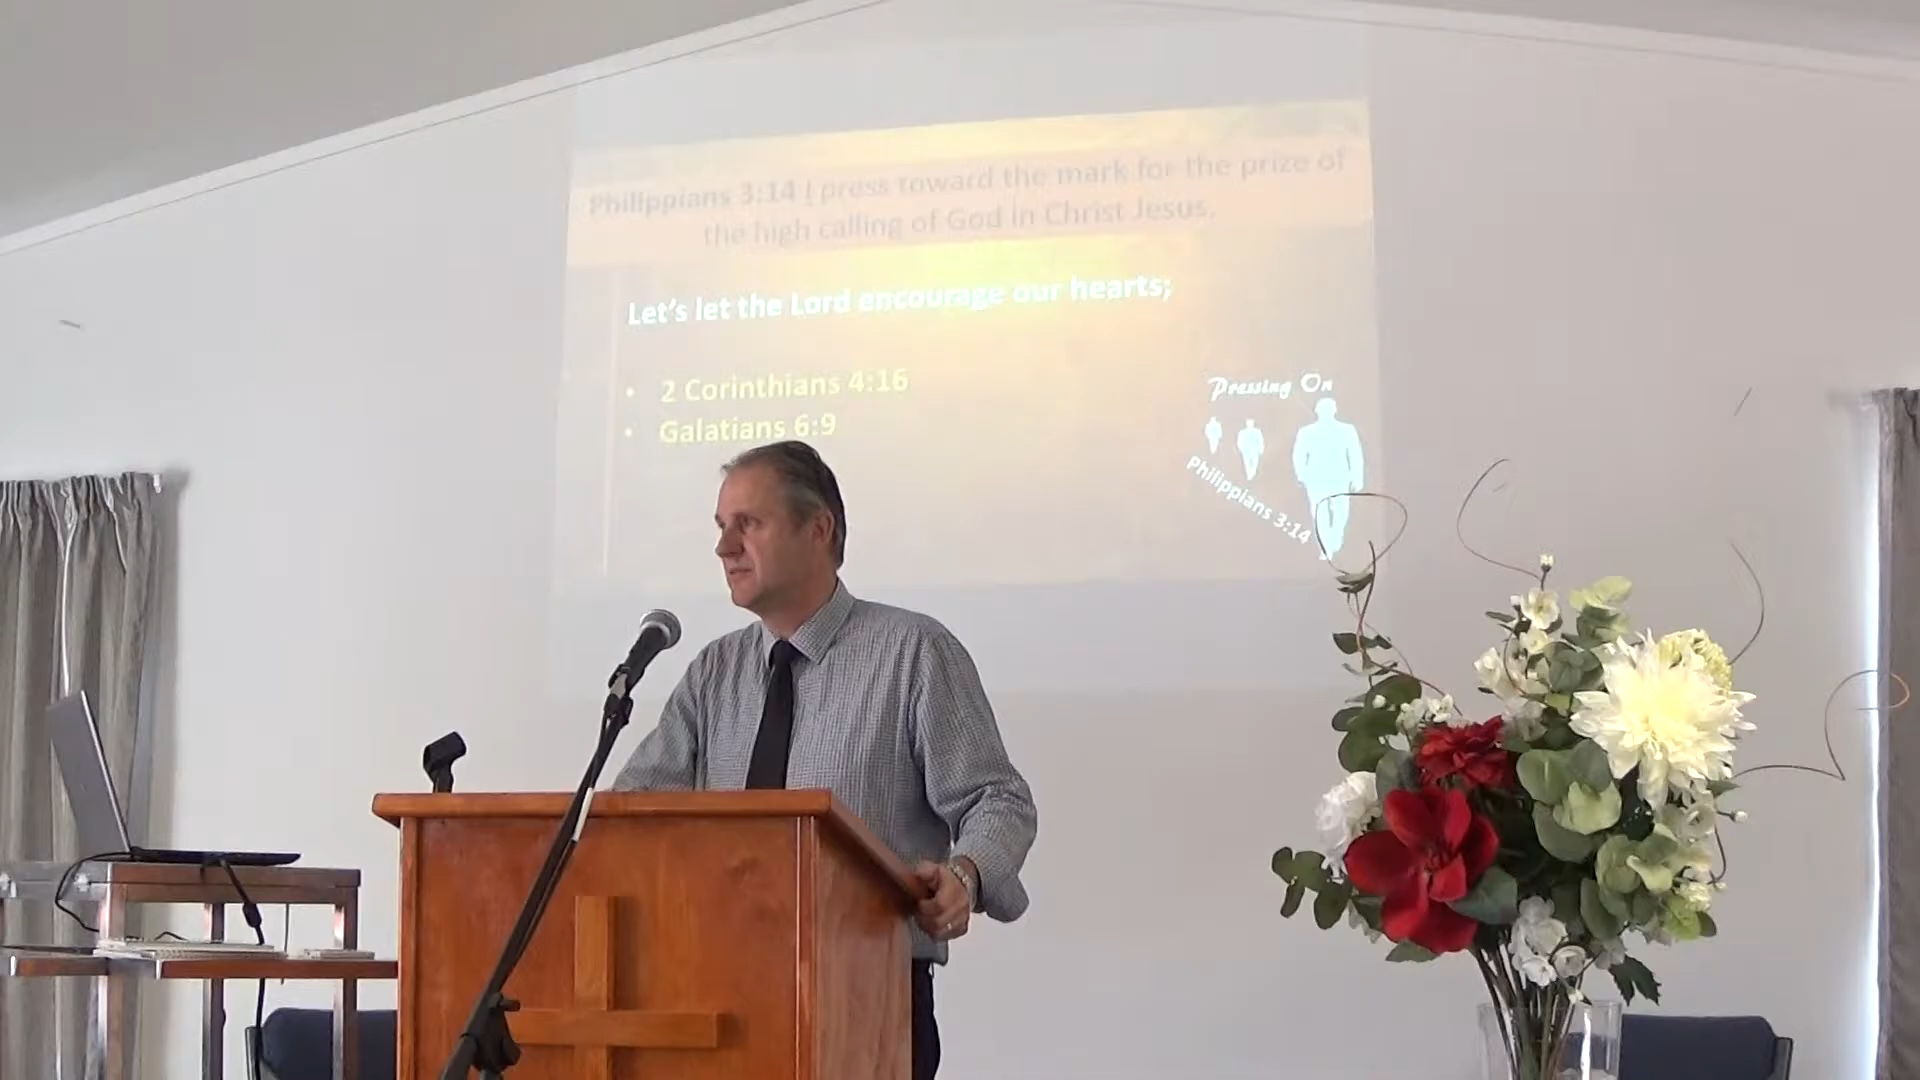 Philippians 3:14 I press toward the mark for the prize of
the high calling of God in Christ Jesus.
Let's let the Lord encourage our hearts;
• 2 Corinthians 4:16
• Galatians 6:9
Pressing On
Philippians 3:14